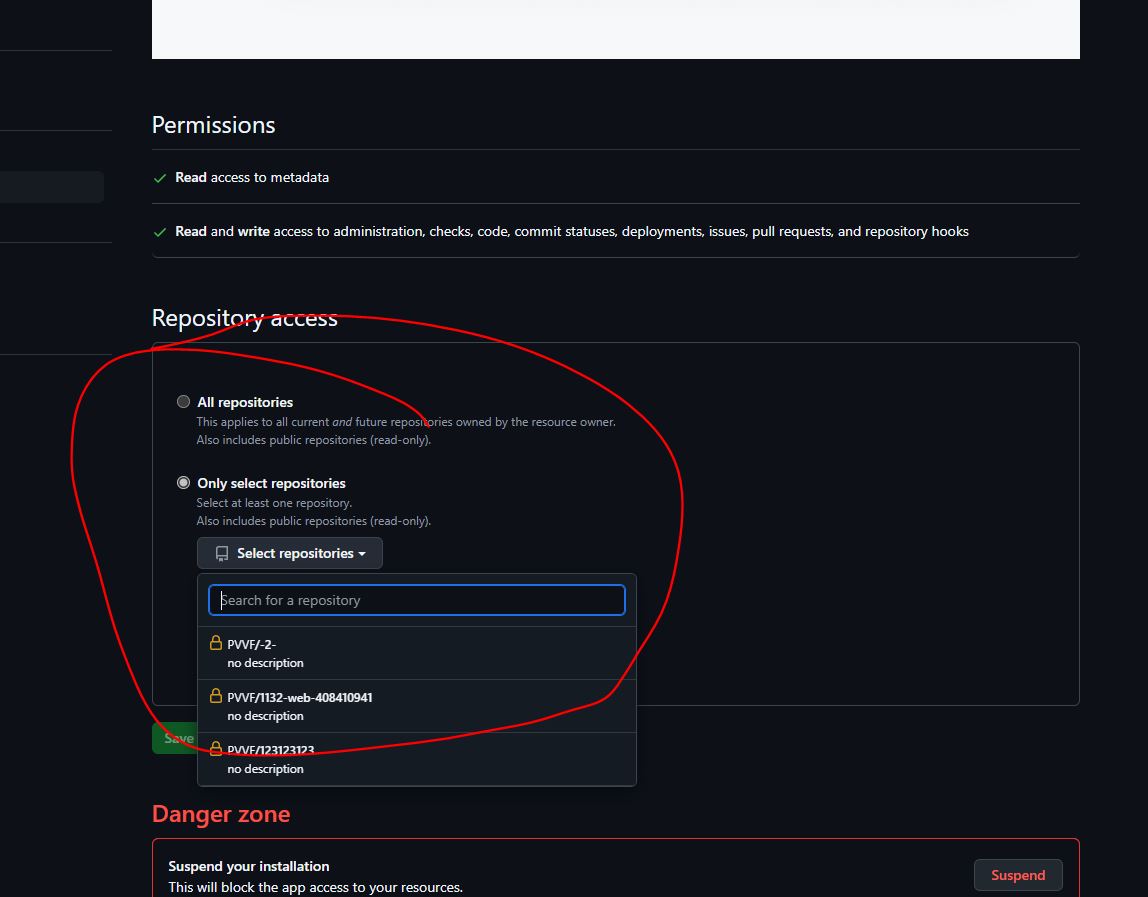 Permissions
Read access to metadata
Read and write access to administration, checks, code, commit statuses, deployments, issues, pull requests, and repository hooks
Repository access
All repositories
This applies to all current and future repositories owned by the resource owner.
Also includes public repositories (read-only).
Only select repositories
Select at least one repository.
Also includes public repositories (read-only).
Select repositories
Search for a repository
PVVF/-2-
no description
PVVF/1132-web-408410941
no description
Save
PVVF/123123123
no description
Danger zone
Suspend your installation
This will block the app access to your resources.
Suspend